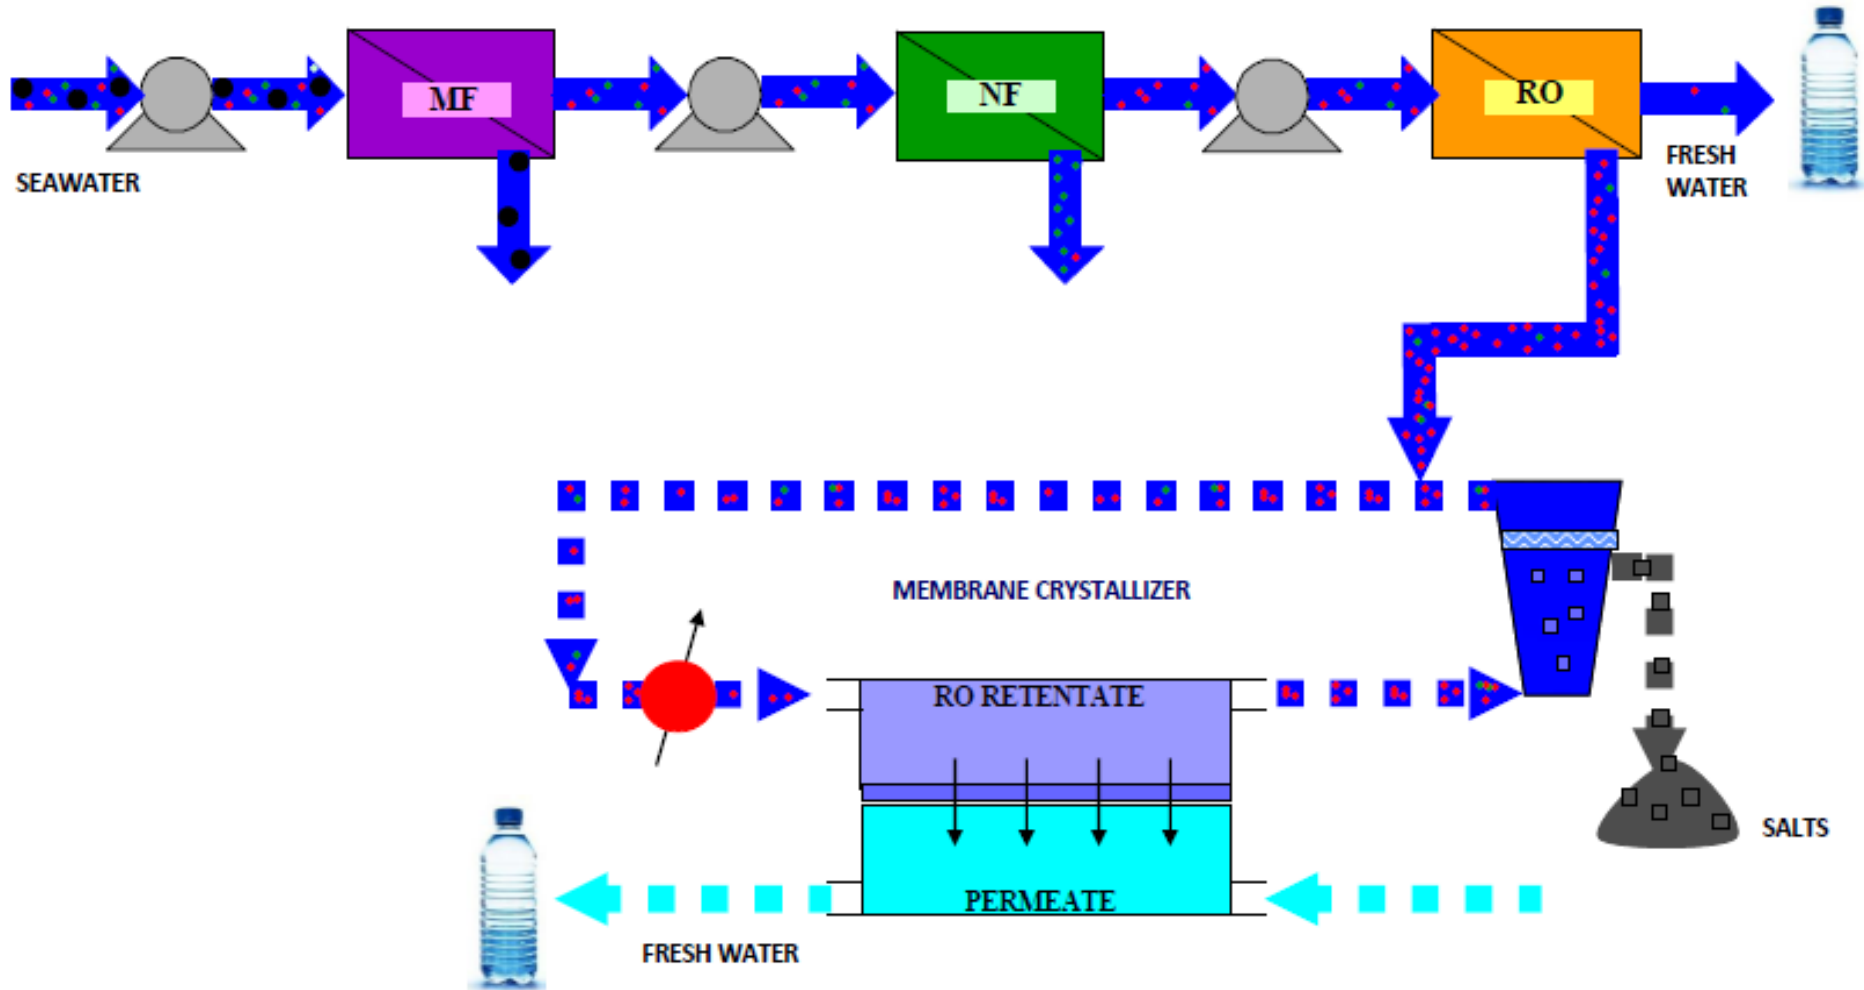 MF
NF
RO
SEAWATER
FRESH
WATER
MEMBRANE CRYSTALLIZER
RO RETENTATE
SALTS
PERMEATE
FRESH WATER